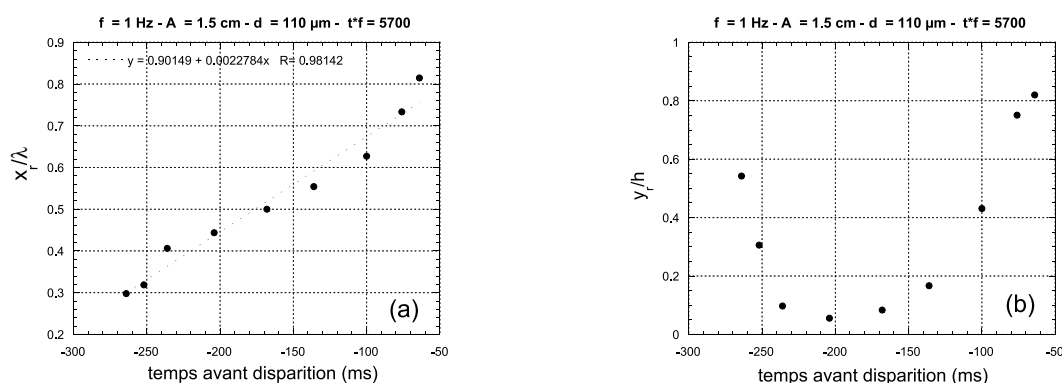 f = 1 Hz - A = 1.5 cm - d = 110 µm - t*f = 5700
0.9
0.8
0.7
0.6
0.5
0.4
0.3
0.2
y = 0.90149 + 0.0022784x R= 0.98142
x_r/λ
(a)
-300 -250 -200 -150 -100 -50
temps avant disparition (ms)
f = 1 Hz - A = 1.5 cm - d = 110 µm - t*f = 5700
1
0.8
0.6
0.4
0.2
0
y_r/h
(b)
-300 -250 -200 -150 -100 -50
temps avant disparition (ms)